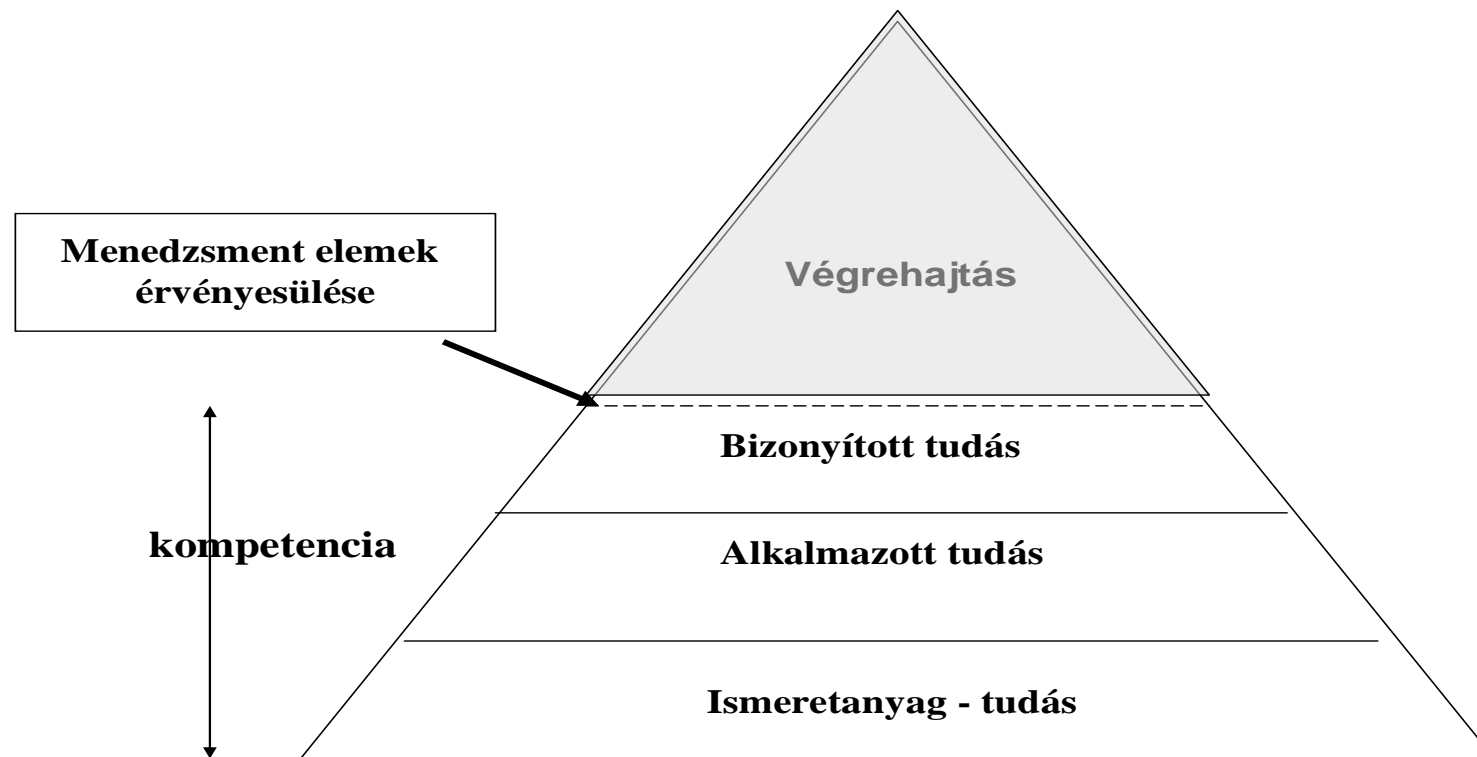 Menedzsment elemek
érvényesülése
Végrehajtás
Bizonyított tudás
kompetencia
Alkalmazott tudás
Ismeretanyag - tudás